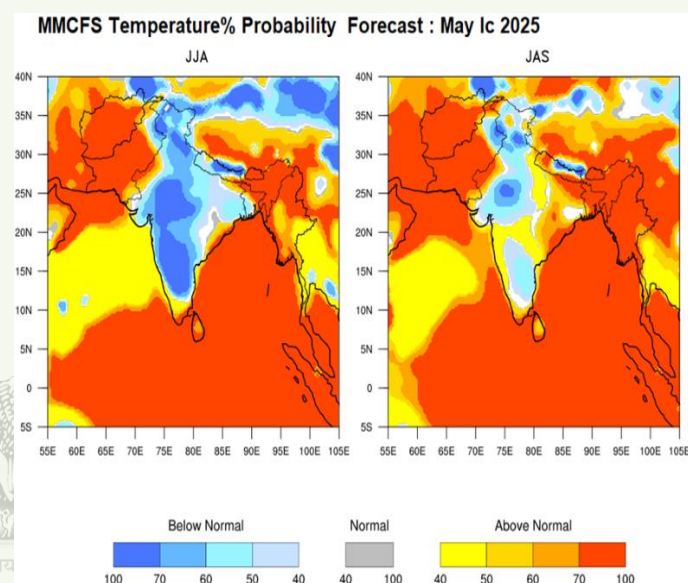 MMCFS Temperature% Probability Forecast : May Ic 2025
JJA
JAS
40N
35N
30N
25N
20N
15N
10N
5N
0
5S
55E 60E 65E 70E 75E 80E 85E 90E 95E 100E 105E
40N
35N
30N
25N
20N
15N
10N
5N
0
5S
55E 60E 65E 70E 75E 80E 85E 90E 95E 100E 105E
Below Normal
Normal
Above Normal
100 70 60 50 40
40 100
40 50 60 70 100